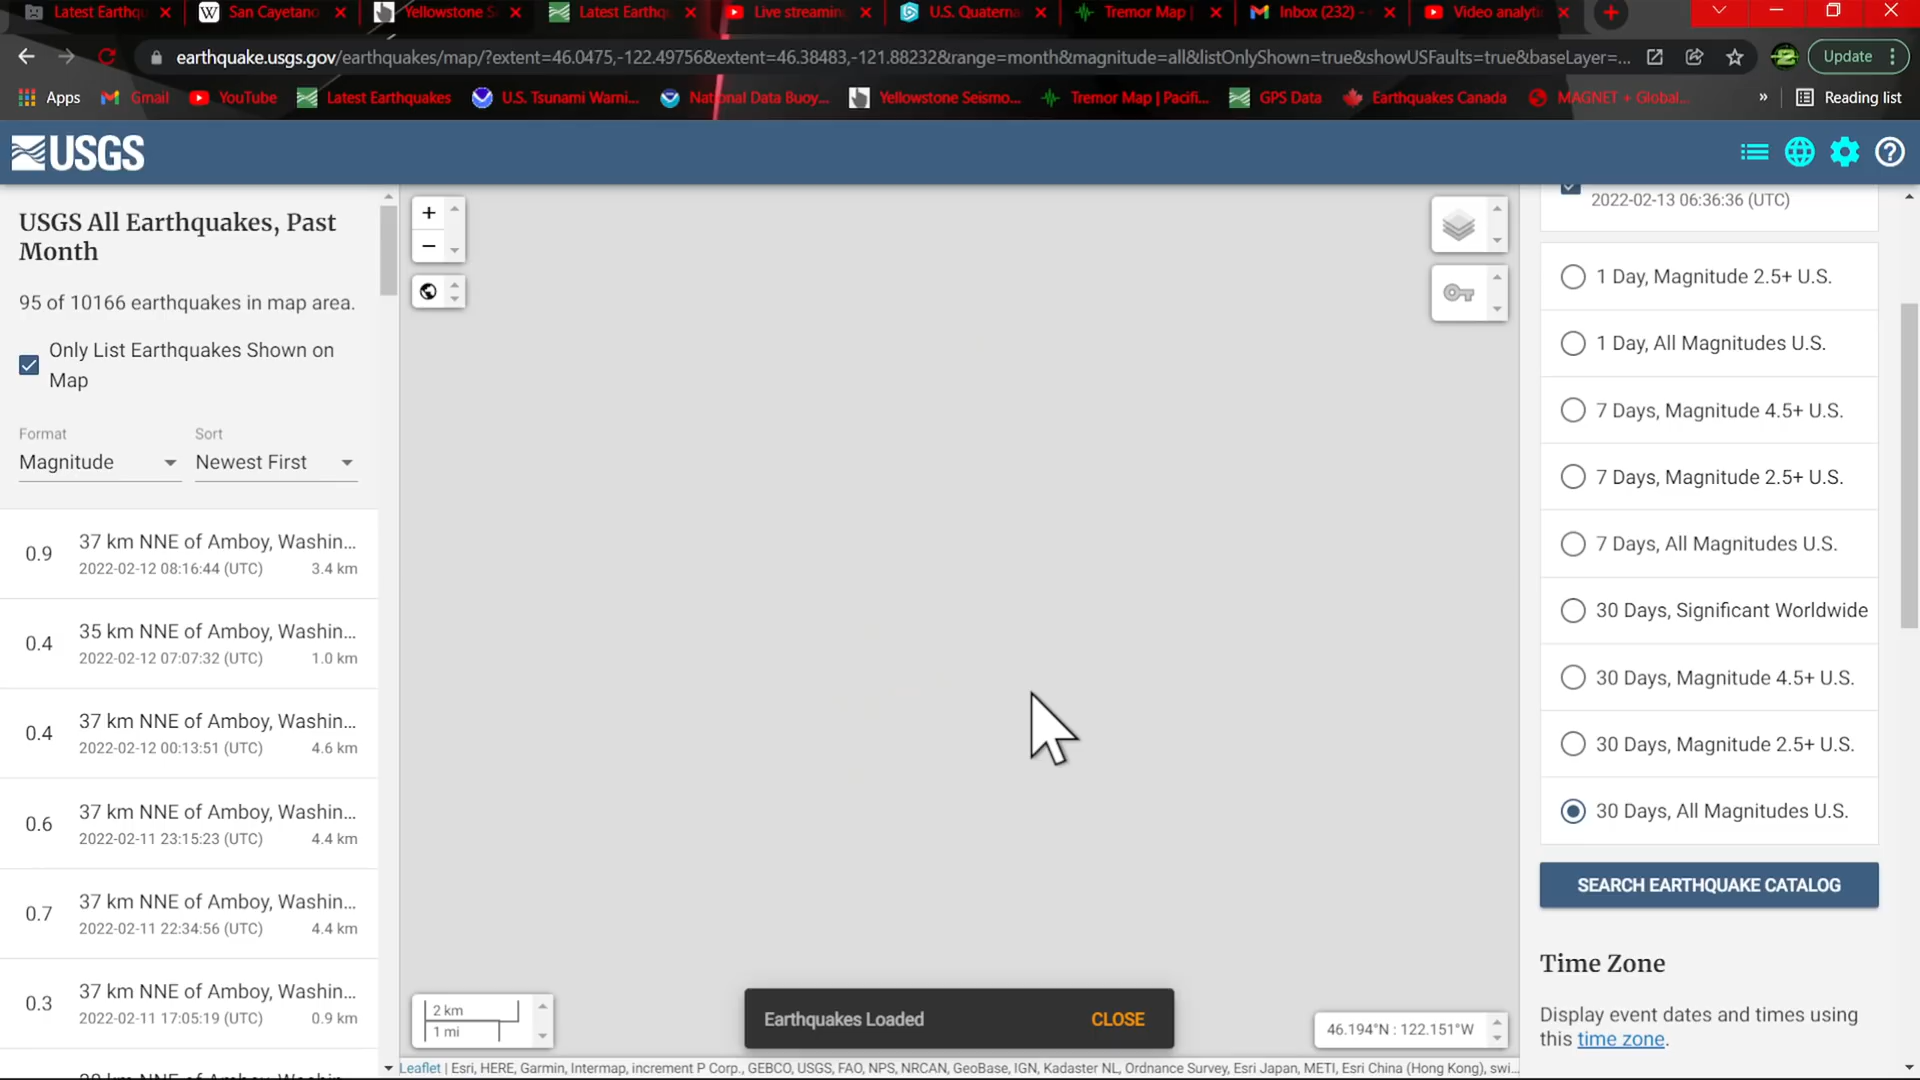 Latest Earthqu
San Cayetano
Yellowstone S
Latest Earthqu
Live streamin
U.S. Quaterna
Tremor Map |
Inbox (232) -
Video analyti
earthquake.usgs.gov/earthquakes/map/?extent=46.0475,-122.49756&extent=46.38483,-121.88232&range=month&magnitude=all&listOnlyShown=true&showUSFaults=true&baseLayer=...
Update
Apps
Gmail
YouTube
Latest Earthquakes
U.S. Tsunami Warni...
National Data Buoy...
Yellowstone Seismo...
Tremor Map | Pacifi...
GPS Data
Earthquakes Canada
MAGNET + Global...
»
Reading list
USGS
USGS All Earthquakes, Past
Month
95 of 10166 earthquakes in map area.
Only List Earthquakes Shown on
Map
Format
Sort
Magnitude
Newest First
0.9
37 km NNE of Amboy, Washin...
2022-02-12 08:16:44 (UTC)
3.4 km
0.4
35 km NNE of Amboy, Washin...
2022-02-12 07:07:32 (UTC)
1.0 km
0.4
37 km NNE of Amboy, Washin...
2022-02-12 00:13:51 (UTC)
4.6 km
0.6
37 km NNE of Amboy, Washin...
2022-02-11 23:15:23 (UTC)
4.4 km
0.7
37 km NNE of Amboy, Washin...
2022-02-11 22:34:56 (UTC)
4.4 km
0.3
37 km NNE of Amboy, Washin...
2022-02-11 17:05:19 (UTC)
0.9 km
+
−
2 km
1 mi
Earthquakes Loaded
CLOSE
46.194°N : 122.151°W
Leaflet | Esri, HERE, Garmin, Intermap, increment P Corp., GEBCO, USGS, FAO, NPS, NRCAN, GeoBase, IGN, Kadaster NL, Ordnance Survey, Esri Japan, METI, Esri China (Hong Kong), swi...
2022-02-13 06:36:36 (UTC)
1 Day, Magnitude 2.5+ U.S.
1 Day, All Magnitudes U.S.
7 Days, Magnitude 4.5+ U.S.
7 Days, Magnitude 2.5+ U.S.
7 Days, All Magnitudes U.S.
30 Days, Significant Worldwide
30 Days, Magnitude 4.5+ U.S.
30 Days, Magnitude 2.5+ U.S.
30 Days, All Magnitudes U.S.
SEARCH EARTHQUAKE CATALOG
Time Zone
Display event dates and times using
this time zone.